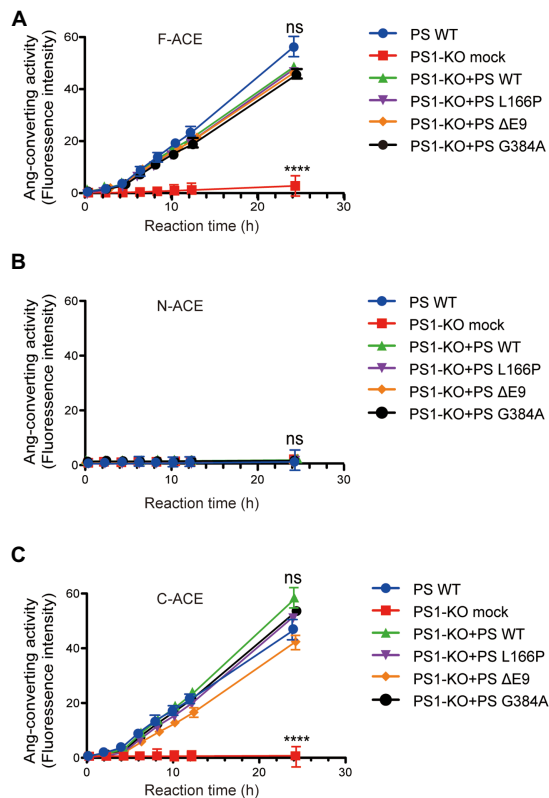 A
F-ACE
ns
****
Ang-converting activity
(Fluoressence intensity)
60
40
20
0
0
10
20
30
Reaction time (h)
PS WT
PS1-KO mock
PS1-KO+PS WT
PS1-KO+PS L166P
PS1-KO+PS ΔE9
PS1-KO+PS G384A
B
N-ACE
ns
Ang-converting activity
(Fluoressence intensity)
60
40
20
0
0
10
20
30
Reaction time (h)
PS WT
PS1-KO mock
PS1-KO+PS WT
PS1-KO+PS L166P
PS1-KO+PS ΔE9
PS1-KO+PS G384A
C
C-ACE
ns
****
Ang-converting activity
(Fluoressence intensity)
60
40
20
0
0
10
20
30
Reaction time (h)
PS WT
PS1-KO mock
PS1-KO+PS WT
PS1-KO+PS L166P
PS1-KO+PS ΔE9
PS1-KO+PS G384A